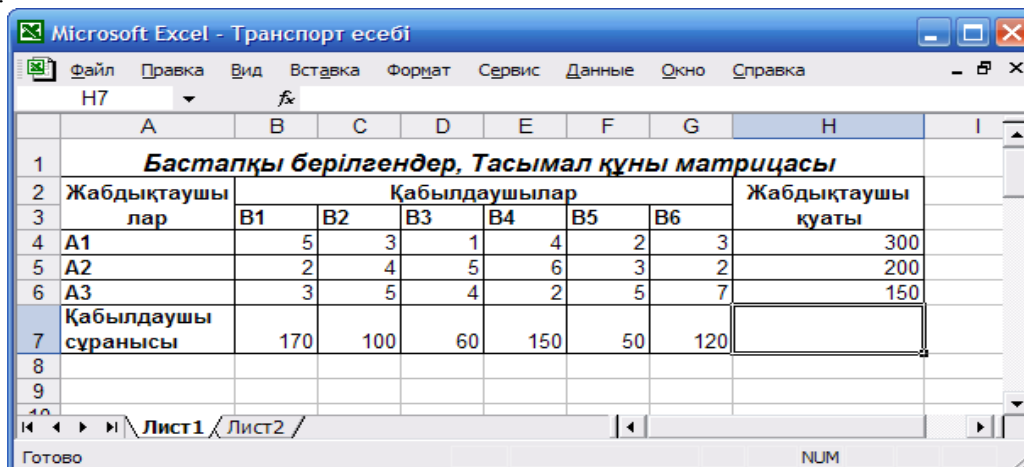 Microsoft Excel - Транспорт есебі
Файл Правка Вид Вставка Формат Сервис Данные Окно Справка
H7 fx
A B C D E F G H I
1 Бастапқы берілгендер, Тасымал құны матрицасы
2 Жабдықтаушы Қабылдаушылар Жабдықтаушы
3 лар B1 B2 B3 B4 B5 B6 қуаты
4 A1 5 3 1 4 2 3 300
5 A2 2 4 5 6 3 2 200
6 A3 3 5 4 2 5 7 150
Қабылдаушы
7 сұранысы 170 100 60 150 50 120
8
9
Лист1 Лист2
Готово NUM